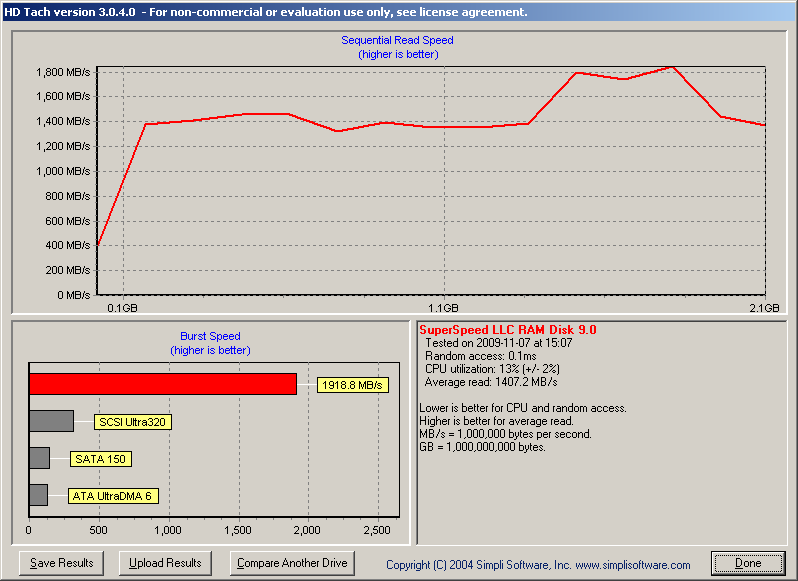 HD Tach version 3.0.4.0 - For non-commercial or evaluation use only, see license agreement.
Sequential Read Speed
(higher is better)
1,800 MB/s
1,600 MB/s
1,400 MB/s
1,200 MB/s
1,000 MB/s
800 MB/s
600 MB/s
400 MB/s
200 MB/s
0 MB/s
0.1GB 1.1GB 2.1GB
Burst Speed
(higher is better)
1918.8 MB/s
SCSI Ultra320
SATA 150
ATA UltraDMA 6
0 500 1,000 1,500 2,000 2,500
SuperSpeed LLC RAM Disk 9.0
Tested on 2009-11-07 at 15:07
Random access: 0.1ms
CPU utilization: 13% (+/- 2%)
Average read: 1407.2 MB/s
Lower is better for CPU and random access.
Higher is better for average read.
MB/s = 1,000,000 bytes per second.
GB = 1,000,000,000 bytes.
Save Results Upload Results Compare Another Drive Copyright (C) 2004 Simpli Software, Inc. www.simplisoftware.com Done